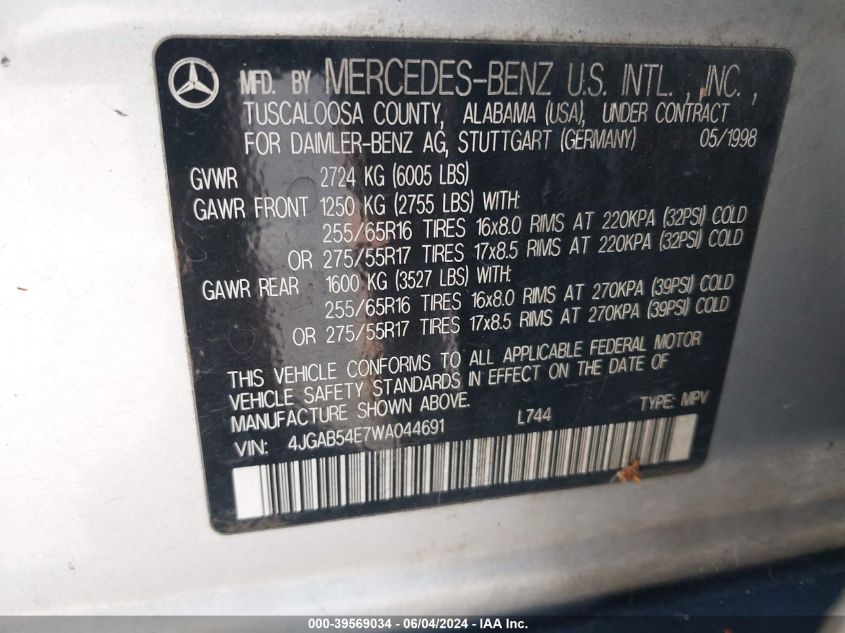 MFD. BY MERCEDES-BENZ U.S. INTL., INC.,
TUSCALOOSA COUNTY, ALABAMA (USA), UNDER CONTRACT
FOR DAIMLER-BENZ AG, STUTTGART (GERMANY) 05/1998
GVWR 2724 KG (6005 LBS)
GAWR FRONT 1250 KG (2755 LBS) WITH:
255/65R16 TIRES 16x8.0 RIMS AT 220KPA (32PSI) COLD
OR 275/55R17 TIRES 17x8.5 RIMS AT 220KPA (32PSI) COLD
GAWR REAR 1600 KG (3527 LBS) WITH:
255/65R16 TIRES 16x8.0 RIMS AT 270KPA (39PSI) COLD
OR 275/55R17 TIRES 17x8.5 RIMS AT 270KPA (39PSI) COLD
THIS VEHICLE CONFORMS TO ALL APPLICABLE FEDERAL MOTOR
VEHICLE SAFETY STANDARDS IN EFFECT ON THE DATE OF
MANUFACTURE SHOWN ABOVE.
VIN: 4JGAB54E7WA044691 L744 TYPE: MPV
000-39569034 - 06/04/2024 - IAAI Inc.